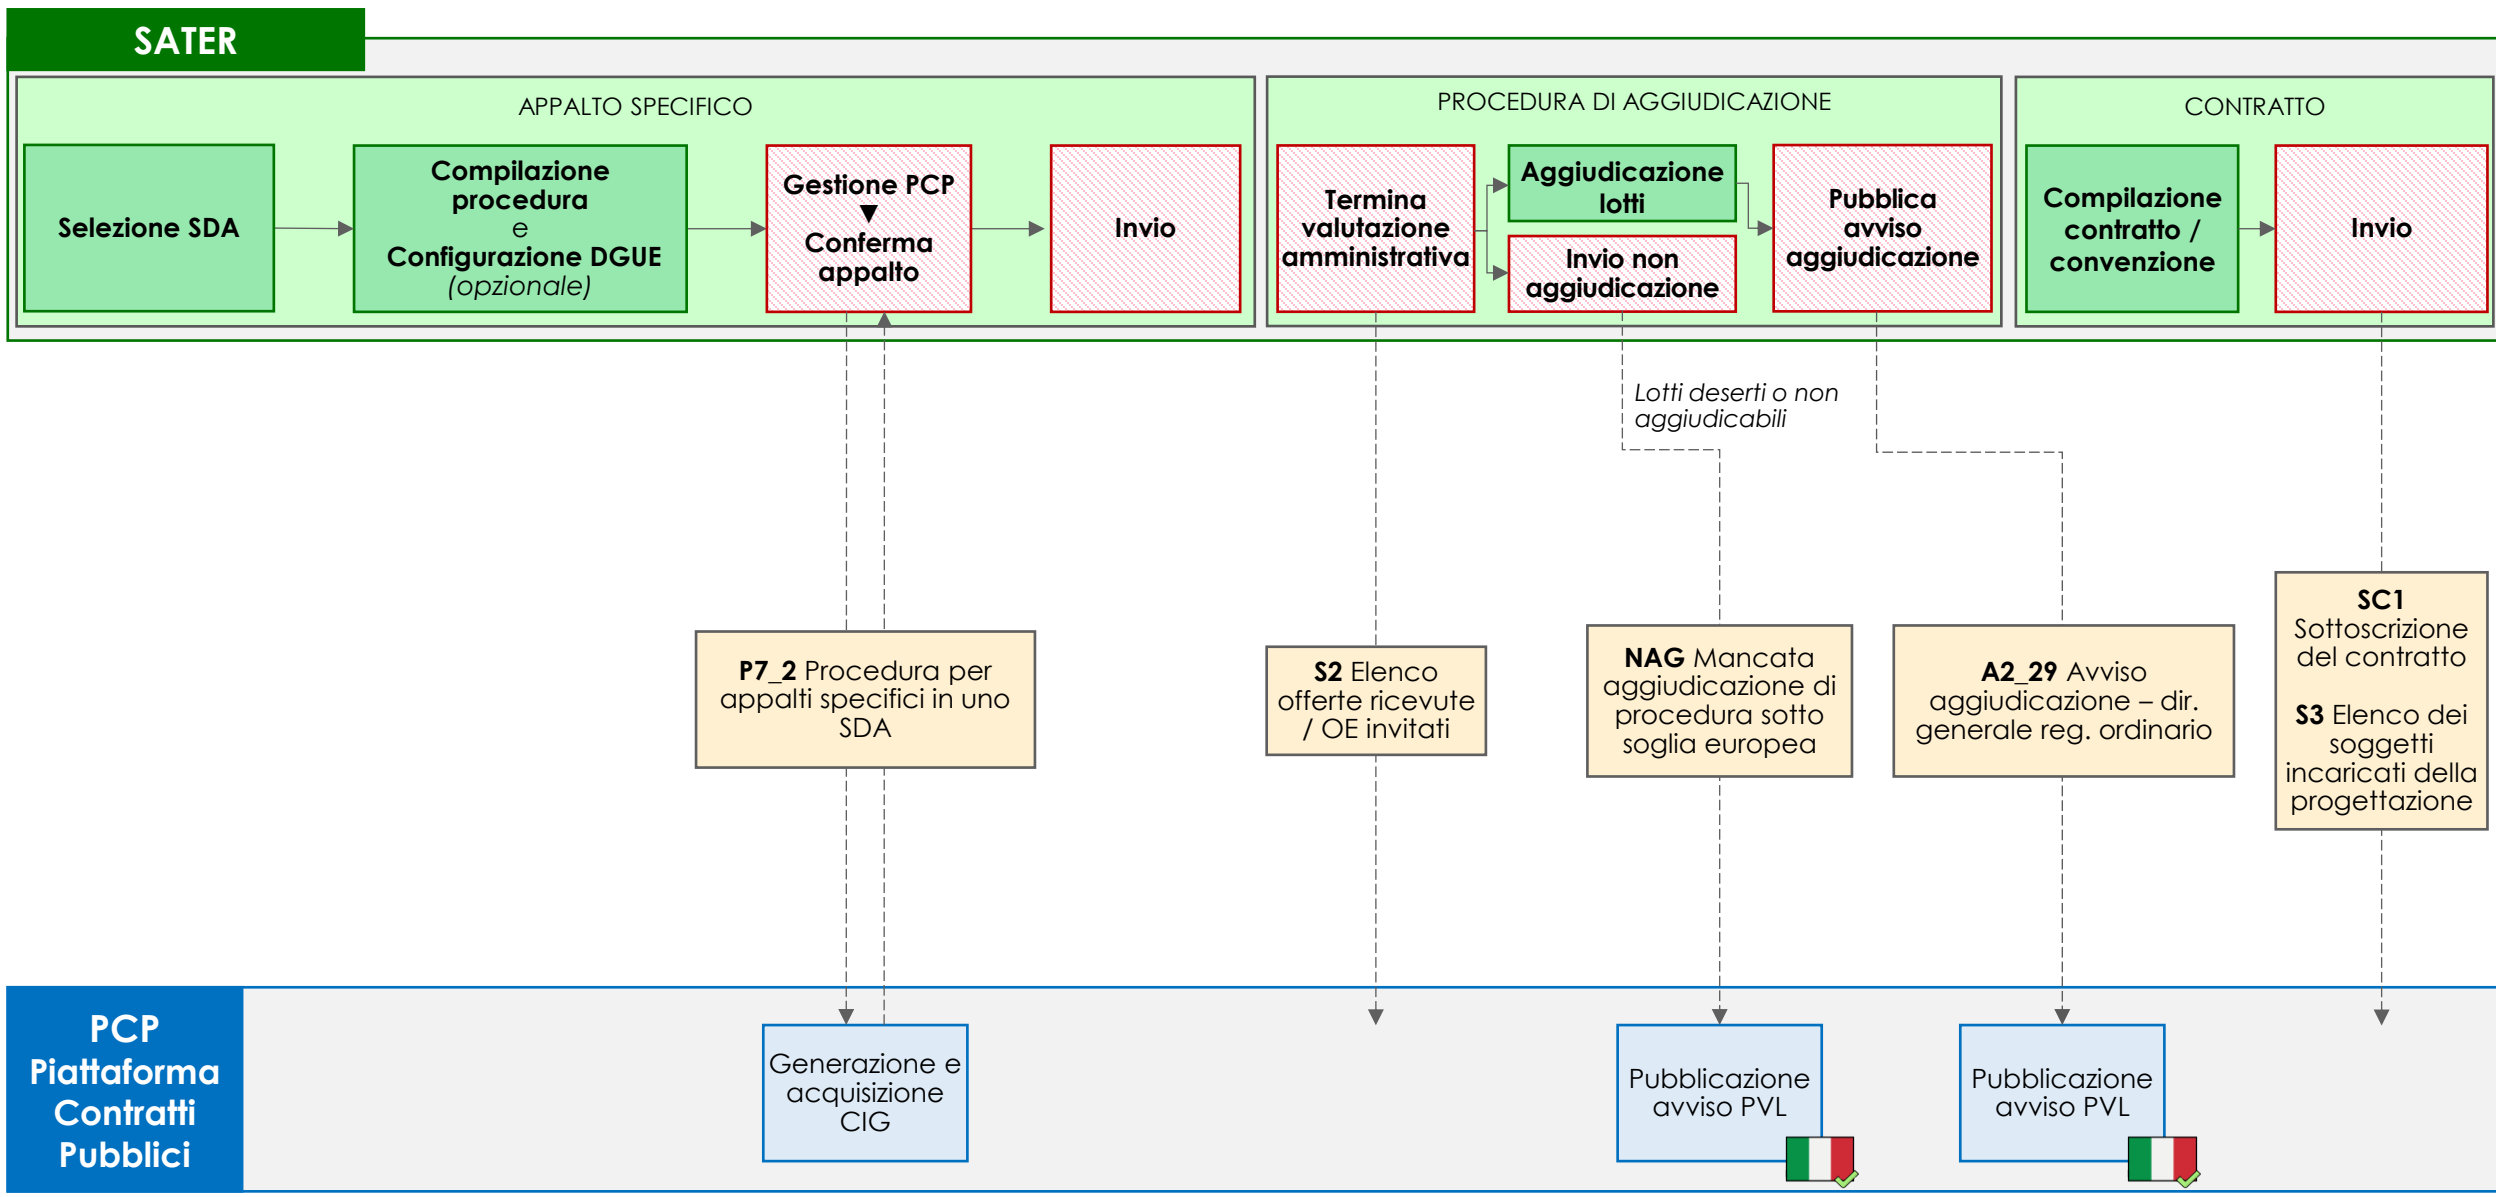 SATER
APPALTO SPECIFICO
Selezione SDA
Compilazione
procedura
e
Configurazione DGUE
(opzionale)
Gestione PCP
▼
Conferma
appalto
Invio
PROCEDURA DI AGGIUDICAZIONE
Termina
valutazione
amministrativa
Aggiudicazione
lotti
Invio non
aggiudicazione
Pubblica
avviso
aggiudicazione
CONTRATTO
Compilazione
contratto /
convenzione
Invio
Lotti deserti o non
aggiudicabili
P7_2 Procedura per
appalti specifici in uno
SDA
S2 Elenco
offerte ricevute
/ OE invitati
NAG Mancata
aggiudicazione di
procedura sotto
soglia europea
A2_29 Avviso
aggiudicazione – dir.
generale reg. ordinario
SC1
Sottoscrizione
del contratto
S3 Elenco dei
soggetti
incaricati della
progettazione
PCP
Piattaforma
Contratti
Pubblici
Generazione e
acquisizione
CIG
Pubblicazione
avviso PVL
Pubblicazione
avviso PVL